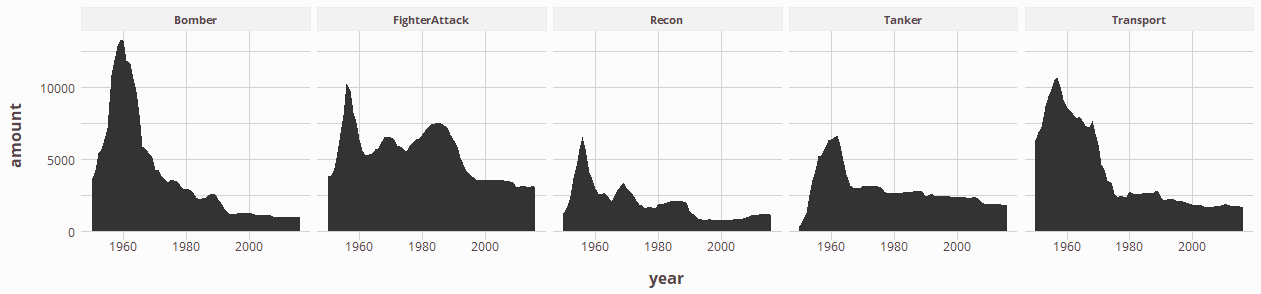 Bomber FighterAttack Recon Tanker Transport
amount
10000
5000
0
1960 1980 2000 1960 1980 2000 1960 1980 2000 1960 1980 2000 1960 1980 2000
year